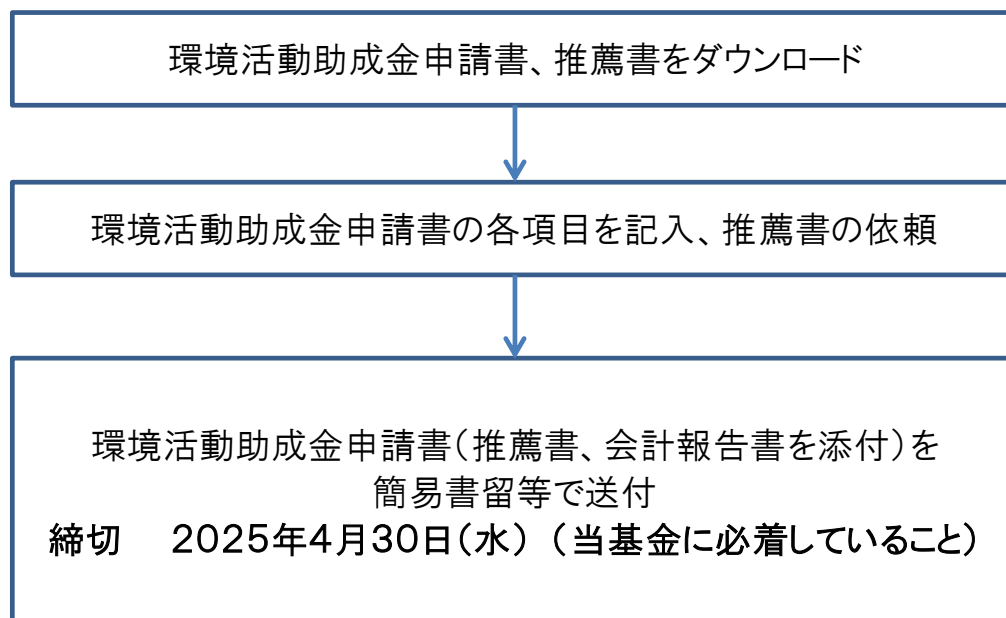 環境活動助成金申請書、推薦書をダウンロード
環境活動助成金申請書の各項目を記入、推薦書の依頼
環境活動助成金申請書（推薦書、会計報告書を添付）を
簡易書留等で送付
締切　２０２５年４月３０日（水）（当基金に必着していること）